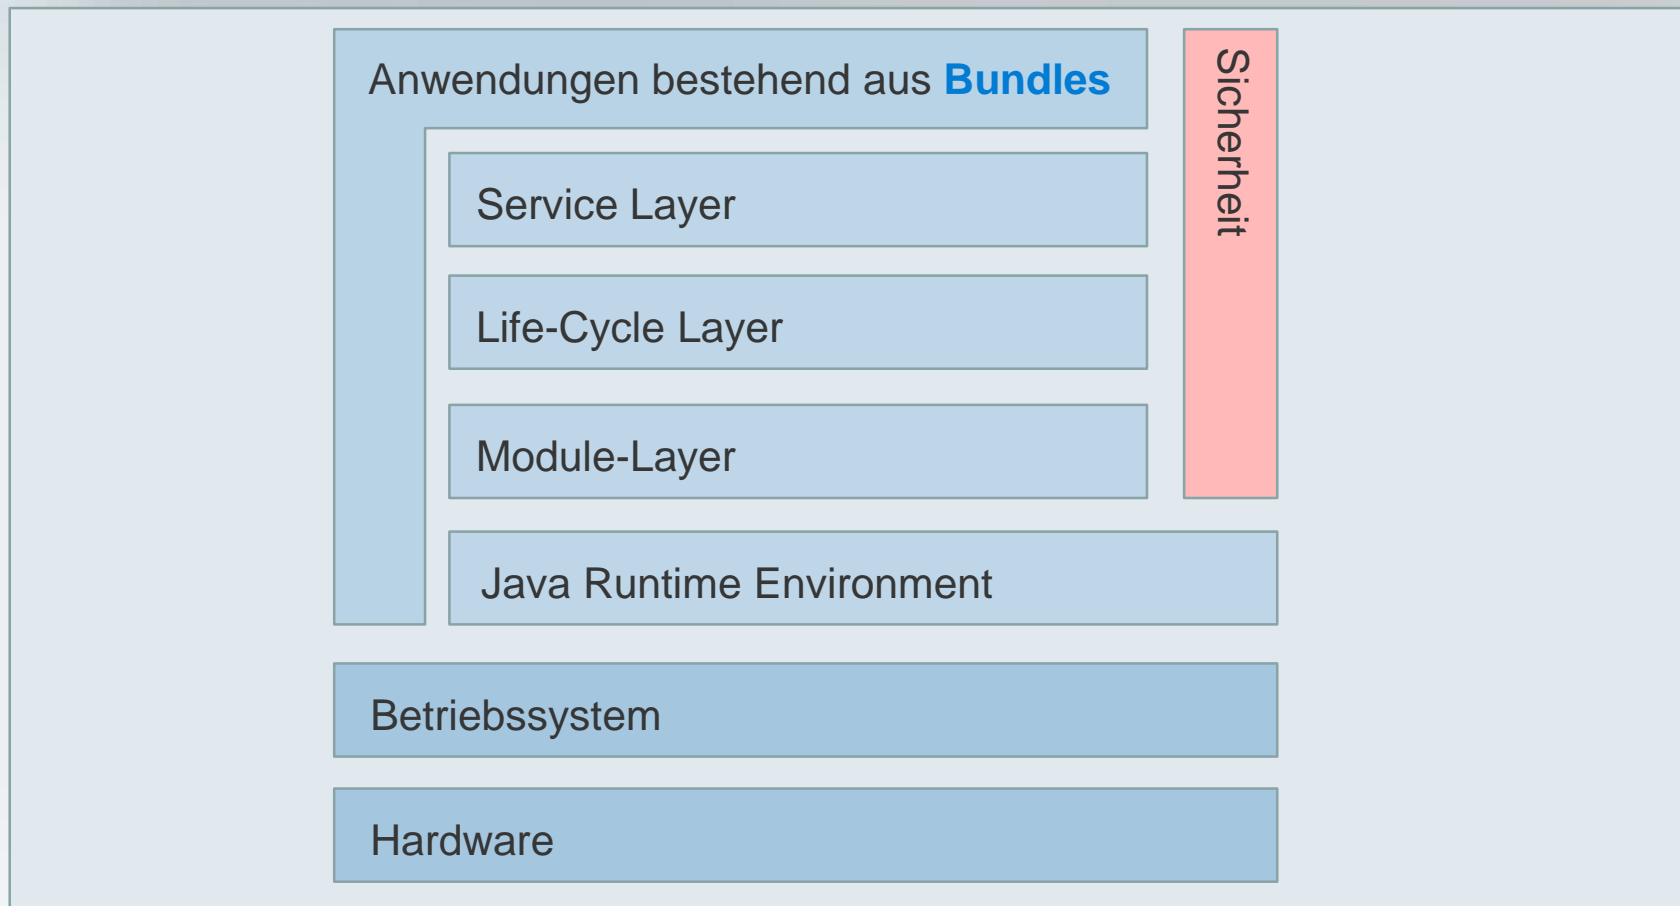 Anwendungen bestehend aus Bundles
Sicherheit
Service Layer
Life-Cycle Layer
Module-Layer
Java Runtime Environment
Betriebssystem
Hardware